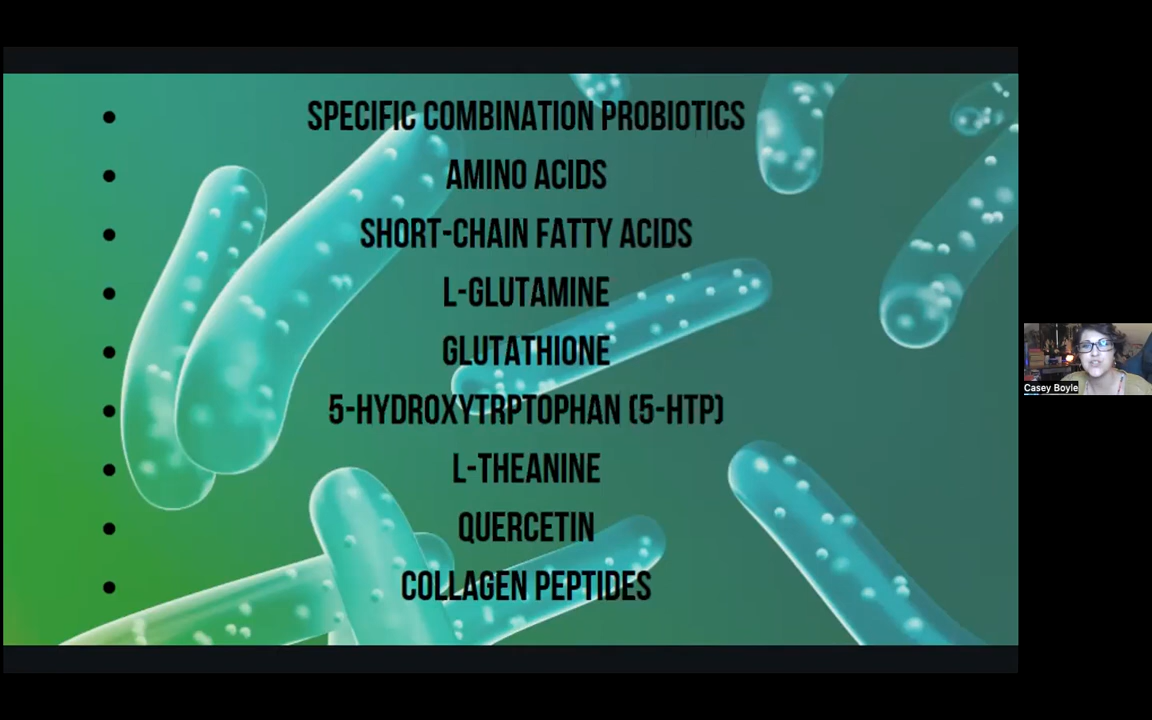 SPECIFIC COMBINATION PROBIOTICS
AMINO ACIDS
SHORT-CHAIN FATTY ACIDS
L-GLUTAMINE
GLUTATHIONE
5-HYDROXYTRPTOPHAN (5-HTP)
L-THEANINE
QUERCETIN
COLLAGEN PEPTIDES
Casey Boyle